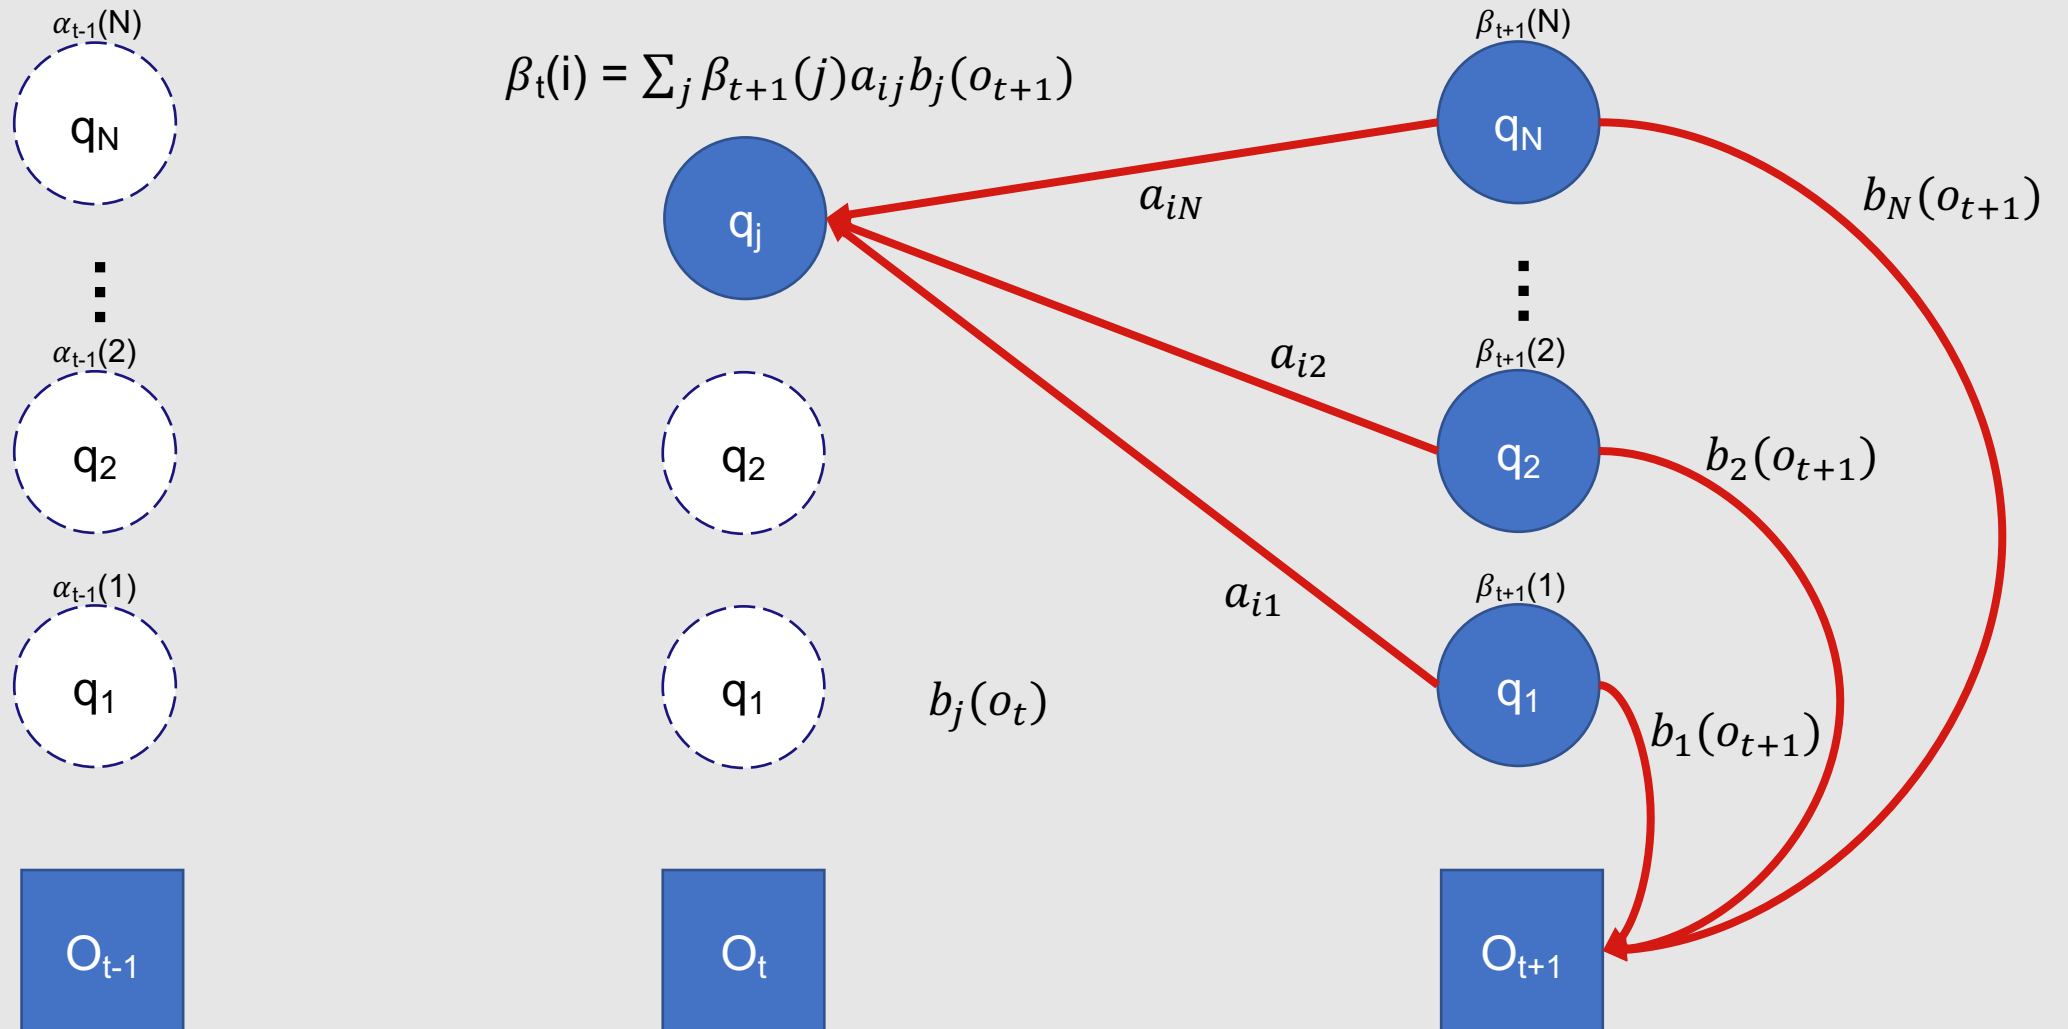 αt-1(N)
βt+1(N)
βt(i) = ∑j βt+1(j)aijbj(ot+1)
qN
qN
aiN
bN(ot+1)
qj
⋮
⋮
αt-1(2)
ai2
βt+1(2)
q2
q2
q2
b2(ot+1)
αt-1(1)
ai1
βt+1(1)
q1
q1
bj(ot)
q1
b1(ot+1)
Ot-1
Ot
Ot+1